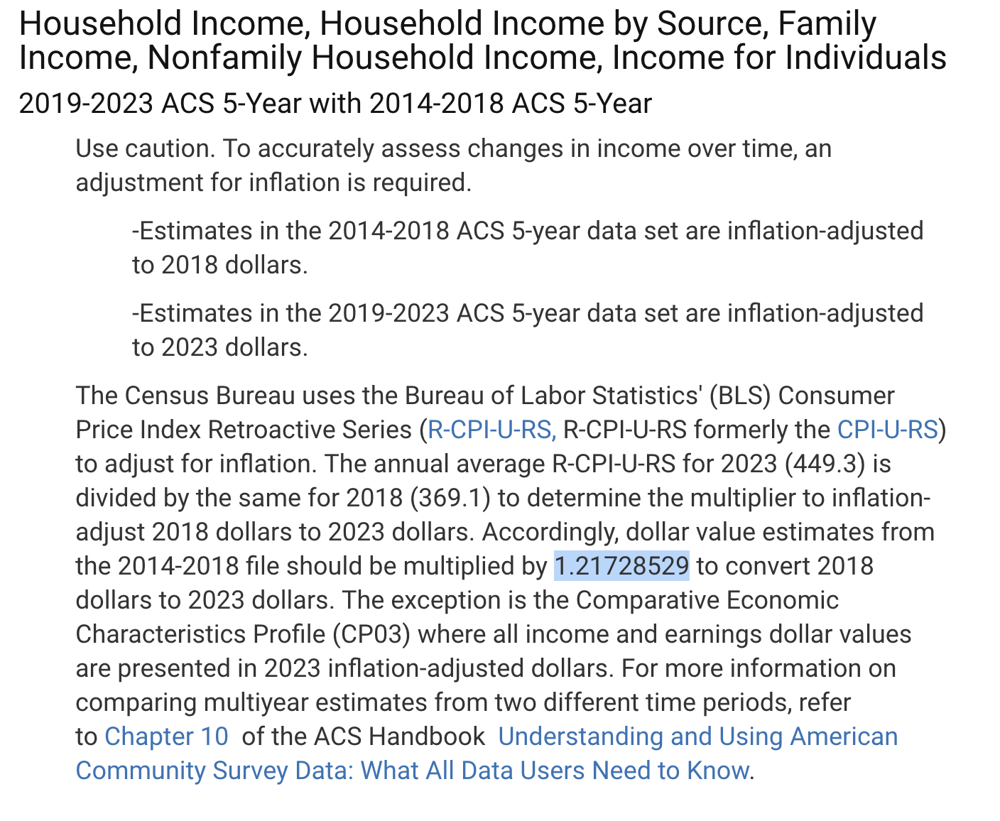 Household Income, Household Income by Source, Family
Income, Nonfamily Household Income, Income for Individuals
2019-2023 ACS 5-Year with 2014-2018 ACS 5-Year
Use caution. To accurately assess changes in income over time, an
adjustment for inflation is required.
-Estimates in the 2014-2018 ACS 5-year data set are inflation-adjusted
to 2018 dollars.
-Estimates in the 2019-2023 ACS 5-year data set are inflation-adjusted
to 2023 dollars.
The Census Bureau uses the Bureau of Labor Statistics' (BLS) Consumer
Price Index Retroactive Series (R-CPI-U-RS, R-CPI-U-RS formerly the CPI-U-RS)
to adjust for inflation. The annual average R-CPI-U-RS for 2023 (449.3) is
divided by the same for 2018 (369.1) to determine the multiplier to inflation-
adjust 2018 dollars to 2023 dollars. Accordingly, dollar value estimates from
the 2014-2018 file should be multiplied by 1.21728529 to convert 2018
dollars to 2023 dollars. The exception is the Comparative Economic
Characteristics Profile (CP03) where all income and earnings dollar values
are presented in 2023 inflation-adjusted dollars. For more information on
comparing multiyear estimates from two different time periods, refer
to Chapter 10 of the ACS Handbook Understanding and Using American
Community Survey Data: What All Data Users Need to Know.